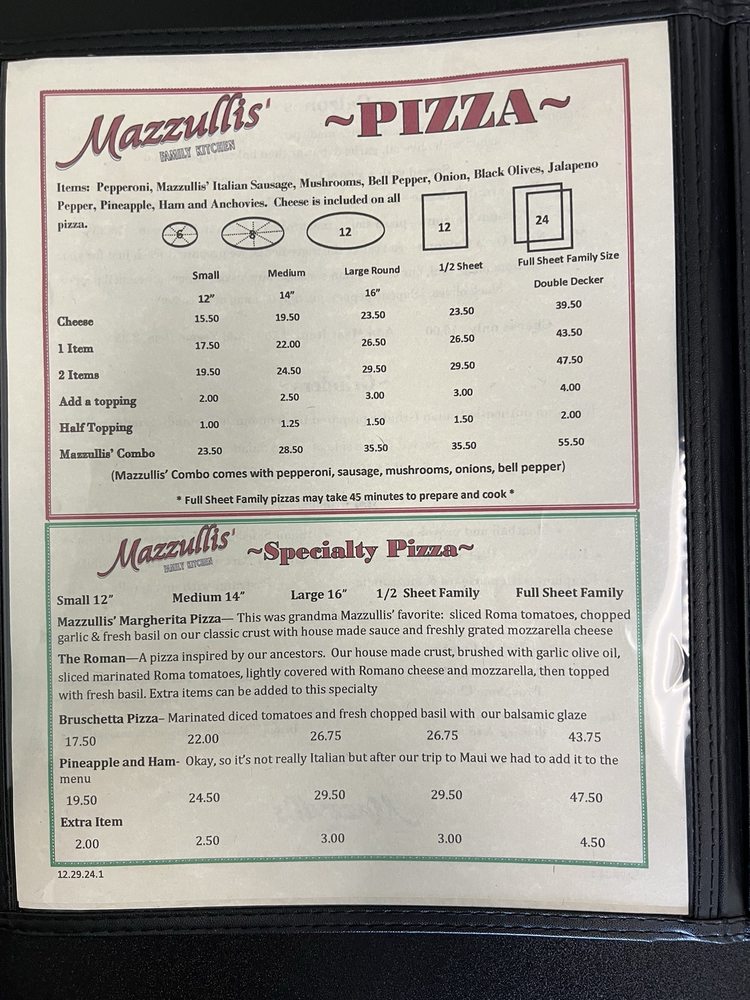 Mazzullis' ~PIZZA~
FAMILY KITCHEN
Items: Pepperoni, Mazzullis' Italian Sausage, Mushrooms, Bell Pepper, Onion, Black Olives, Jalapeno
Pepper, Pineapple, Ham and Anchovies. Cheese is included on all
pizza.
6 8 12 12 24
Small Medium Large Round 1/2 Sheet Full Sheet Family Size
12" 14" 16" Double Decker
Cheese 15.50 19.50 23.50 23.50 39.50
1 Item 17.50 22.00 26.50 26.50 43.50
2 Items 19.50 24.50 29.50 29.50 47.50
Add a topping 2.00 2.50 3.00 3.00 4.00
Half Topping 1.00 1.25 1.50 1.50 2.00
Mazzullis' Combo 23.50 28.50 35.50 35.50 55.50
(Mazzullis' Combo comes with pepperoni, sausage, mushrooms, onions, bell pepper)
* Full Sheet Family pizzas may take 45 minutes to prepare and cook *
Mazzullis' ~Specialty Pizza~
FAMILY KITCHEN
Small 12" Medium 14" Large 16" 1/2 Sheet Family Full Sheet Family
Mazzullis' Margherita Pizza— This was grandma Mazzullis' favorite: sliced Roma tomatoes, chopped
garlic & fresh basil on our classic crust with house made sauce and freshly grated mozzarella cheese
The Roman—A pizza inspired by our ancestors. Our house made crust, brushed with garlic olive oil,
sliced marinated Roma tomatoes, lightly covered with Romano cheese and mozzarella, then topped
with fresh basil. Extra items can be added to this specialty
Bruschetta Pizza– Marinated diced tomatoes and fresh chopped basil with our balsamic glaze
17.50 22.00 26.75 26.75 43.75
Pineapple and Ham- Okay, so it's not really Italian but after our trip to Maui we had to add it to the
menu
19.50 24.50 29.50 29.50 47.50
Extra Item
2.00 2.50 3.00 3.00 4.50
12.29.24.1